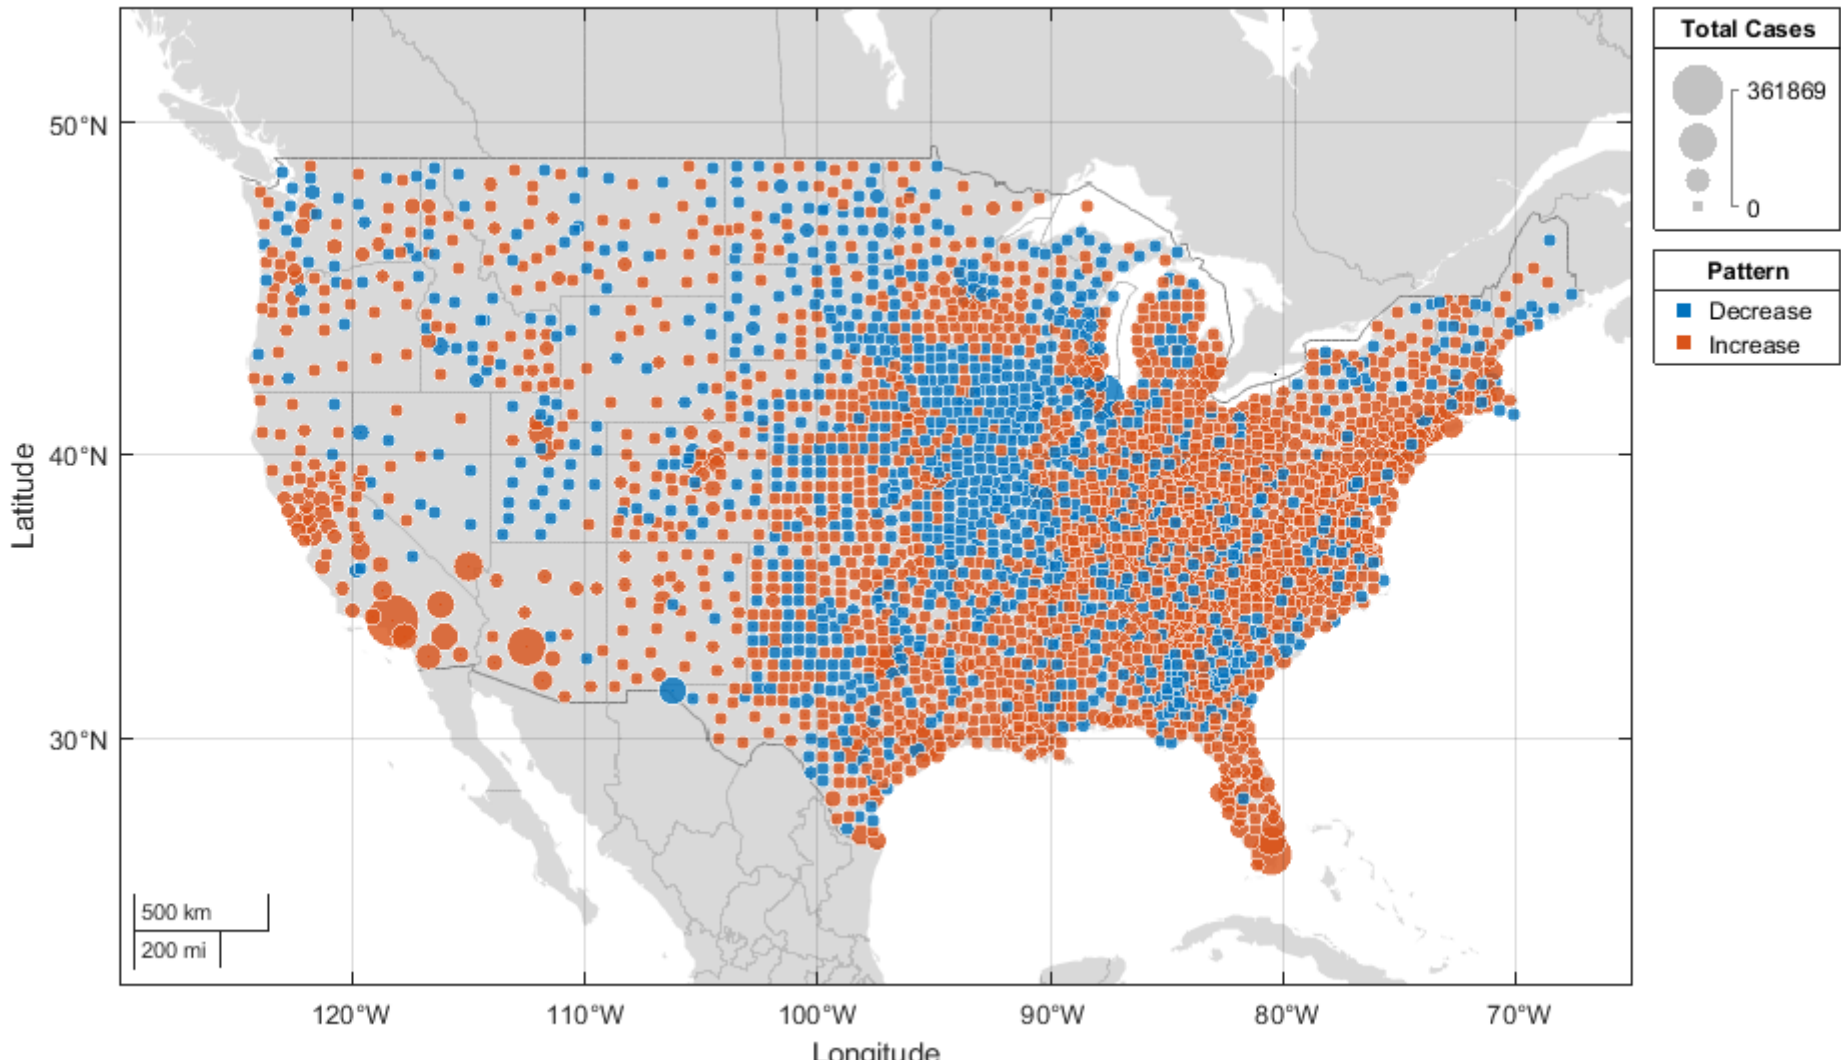 Total Cases
361869
0
Pattern
Decrease
Increase
50°N
40°N
30°N
Latitude
500 km
200 mi
120°W
110°W
100°W
90°W
80°W
70°W
Longitude